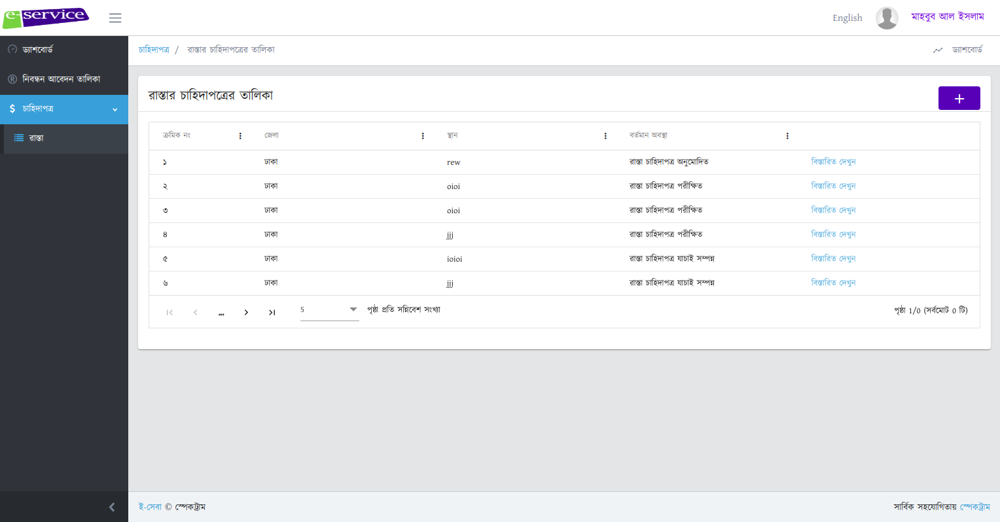 e-service
English
মাহবুব আল ইসলাম
ড্যাশবোর্ড
নিবন্ধন আবেদন তালিকা
চাহিদাপত্র
রাস্তা
চাহিদাপত্র / রাস্তার চাহিদাপত্রের তালিকা
ড্যাশবোর্ড
রাস্তার চাহিদাপত্রের তালিকা
+
ক্রমিক নং জেলা স্থান বর্তমান অবস্থা
১ ঢাকা rew রাস্তা চাহিদাপত্র অনুমোদিত বিস্তারিত দেখুন
২ ঢাকা oioi রাস্তা চাহিদাপত্র পরীক্ষিত বিস্তারিত দেখুন
৩ ঢাকা oioi রাস্তা চাহিদাপত্র পরীক্ষিত বিস্তারিত দেখুন
৪ ঢাকা jjj রাস্তা চাহিদাপত্র পরীক্ষিত বিস্তারিত দেখুন
৫ ঢাকা ioioi রাস্তা চাহিদাপত্র যাচাই সম্পন্ন বিস্তারিত দেখুন
৬ ঢাকা jjj রাস্তা চাহিদাপত্র যাচাই সম্পন্ন বিস্তারিত দেখুন
... 5 পৃষ্ঠা প্রতি সন্নিবেশ সংখ্যা পৃষ্ঠা 1/0 (সর্বমোট 0 টি)
ই-সেবা © স্পেকট্রাম
সার্বিক সহযোগিতায় স্পেকট্রাম